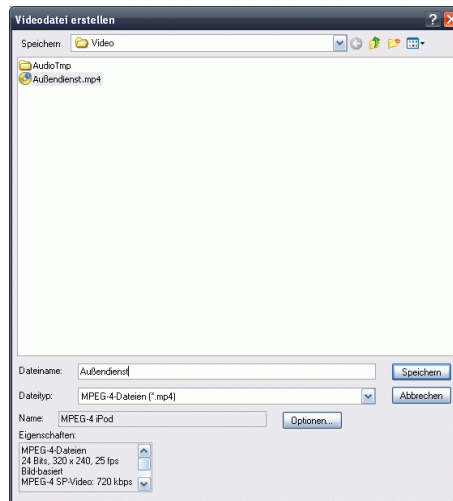 Videodatei erstellen
Speichern Video
AudioTmp
Außendienst.mp4
Dateiname: Außendienst Speichern
Dateityp: MPEG-4-Dateien (*.mp4) Abbrechen
Name: MPEG-4 iPod Optionen...
Eigenschaften:
MPEG-4-Dateien
24 Bits, 320 x 240, 25 fps
Bild-basiert
MPEG-4 SP-Video: 720 kbps